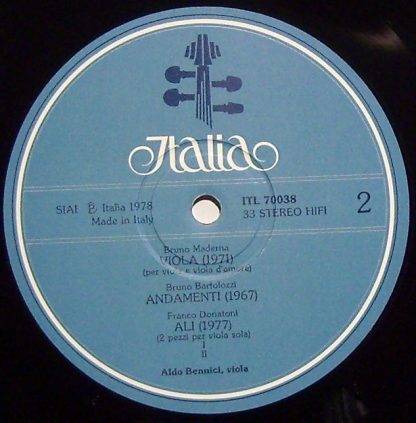 Italia
SIAE ℗ Italia 1978
Made in Italy
ITL 70038
33 STEREO HIFI
2
Bruno Maderna
VIOLA (1971)
(per viola e viola d'amore)
Bruno Bartolozzi
ANDAMENTI (1967)
Franco Donatoni
ALI (1977)
(2 pezzi per viola sola)
I
II
Aldo Bennici, viola